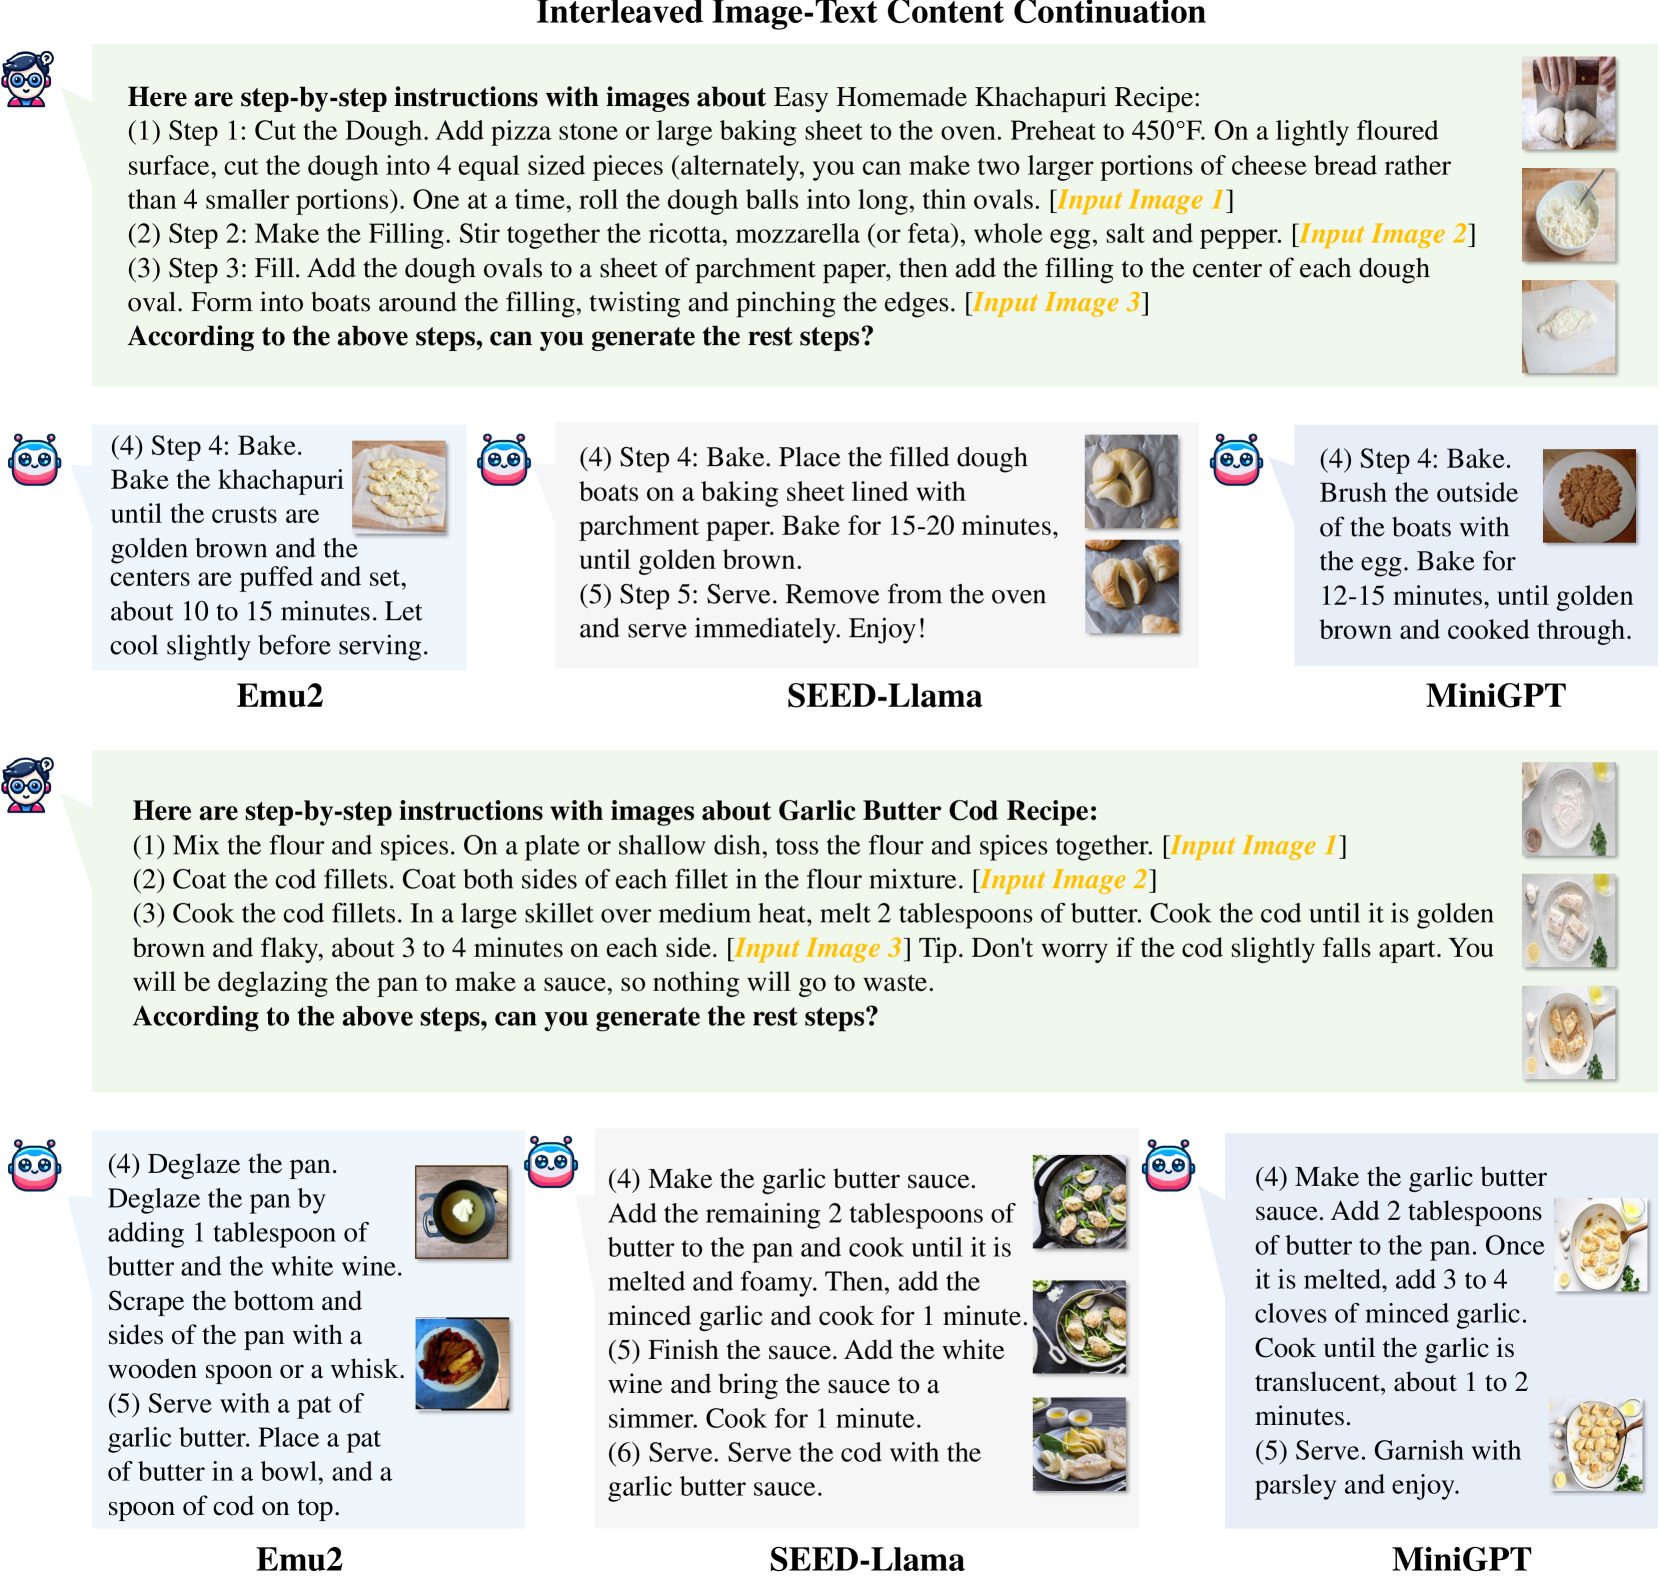 Interleaved Image-Text Content Continuation
Here are step-by-step instructions with images about Easy Homemade Khachapuri Recipe:
(1) Step 1: Cut the Dough. Add pizza stone or large baking sheet to the oven. Preheat to 450°F. On a lightly floured
surface, cut the dough into 4 equal sized pieces (alternately, you can make two larger portions of cheese bread rather
than 4 smaller portions). One at a time, roll the dough balls into long, thin ovals. [Input Image 1]
(2) Step 2: Make the Filling. Stir together the ricotta, mozzarella (or feta), whole egg, salt and pepper. [Input Image 2]
(3) Step 3: Fill. Add the dough ovals to a sheet of parchment paper, then add the filling to the center of each dough
oval. Form into boats around the filling, twisting and pinching the edges. [Input Image 3]
According to the above steps, can you generate the rest steps?
(4) Step 4: Bake.
Bake the khachapuri
until the crusts are
golden brown and the
centers are puffed and set,
about 10 to 15 minutes. Let
cool slightly before serving.
Emu2
(4) Step 4: Bake. Place the filled dough
boats on a baking sheet lined with
parchment paper. Bake for 15-20 minutes,
until golden brown.
(5) Step 5: Serve. Remove from the oven
and serve immediately. Enjoy!
SEED-Llama
(4) Step 4: Bake.
Brush the outside
of the boats with
the egg. Bake for
12-15 minutes, until golden
brown and cooked through.
MiniGPT
Here are step-by-step instructions with images about Garlic Butter Cod Recipe:
(1) Mix the flour and spices. On a plate or shallow dish, toss the flour and spices together. [Input Image 1]
(2) Coat the cod fillets. Coat both sides of each fillet in the flour mixture. [Input Image 2]
(3) Cook the cod fillets. In a large skillet over medium heat, melt 2 tablespoons of butter. Cook the cod until it is golden
brown and flaky, about 3 to 4 minutes on each side. [Input Image 3] Tip. Don't worry if the cod slightly falls apart. You
will be deglazing the pan to make a sauce, so nothing will go to waste.
According to the above steps, can you generate the rest steps?
(4) Deglaze the pan.
Deglaze the pan by
adding 1 tablespoon of
butter and the white wine.
Scrape the bottom and
sides of the pan with a
wooden spoon or a whisk.
(5) Serve with a pat of
garlic butter. Place a pat
of butter in a bowl, and a
spoon of cod on top.
Emu2
(4) Make the garlic butter sauce.
Add the remaining 2 tablespoons of
butter to the pan and cook until it is
melted and foamy. Then, add the
minced garlic and cook for 1 minute.
(5) Finish the sauce. Add the white
wine and bring the sauce to a
simmer. Cook for 1 minute.
(6) Serve. Serve the cod with the
garlic butter sauce.
SEED-Llama
(4) Make the garlic butter
sauce. Add 2 tablespoons
of butter to the pan. Once
it is melted, add 3 to 4
cloves of minced garlic.
Cook until the garlic is
translucent, about 1 to 2
minutes.
(5) Serve. Garnish with
parsley and enjoy.
MiniGPT